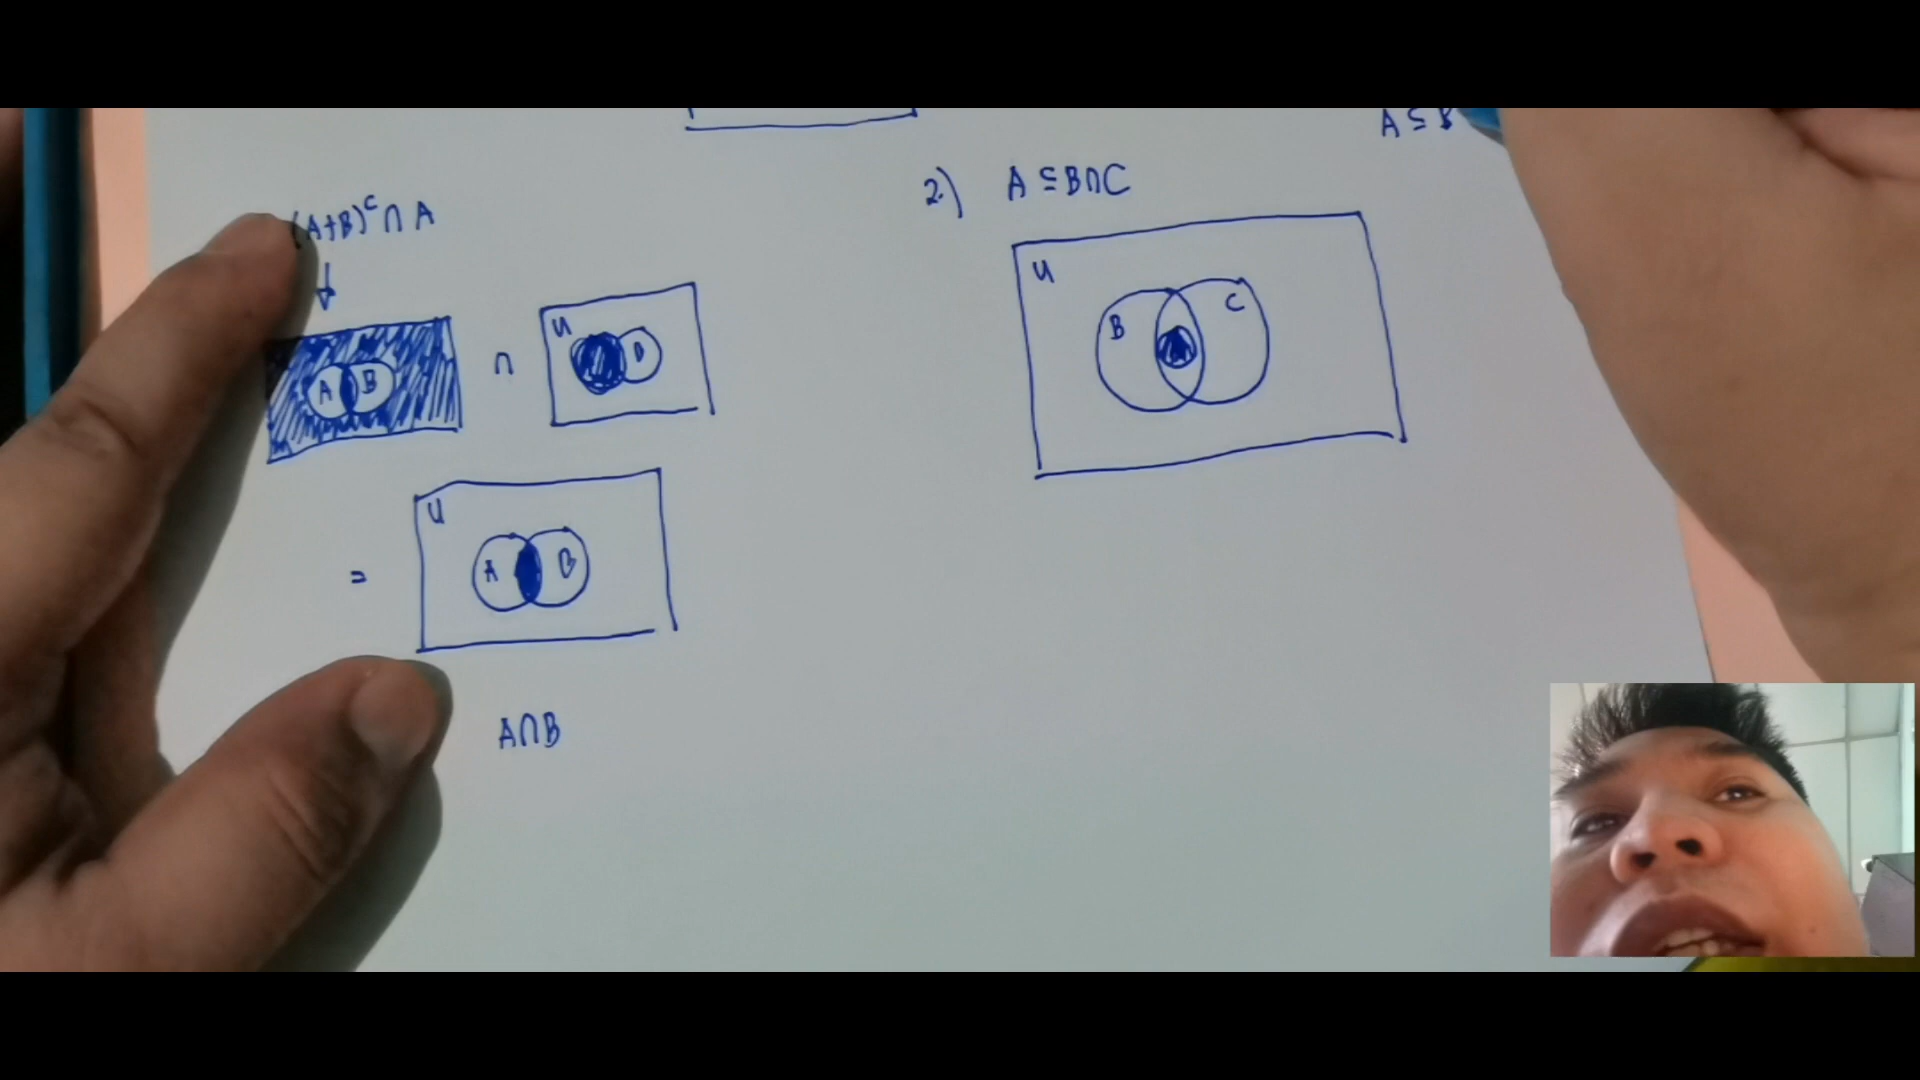 A ⊆ B
(A+B)ᶜ ∩ A
U
A B
∩
U
B
=
U
A B
A∩B
2.) A ⊆ B∩C
U
B C
A